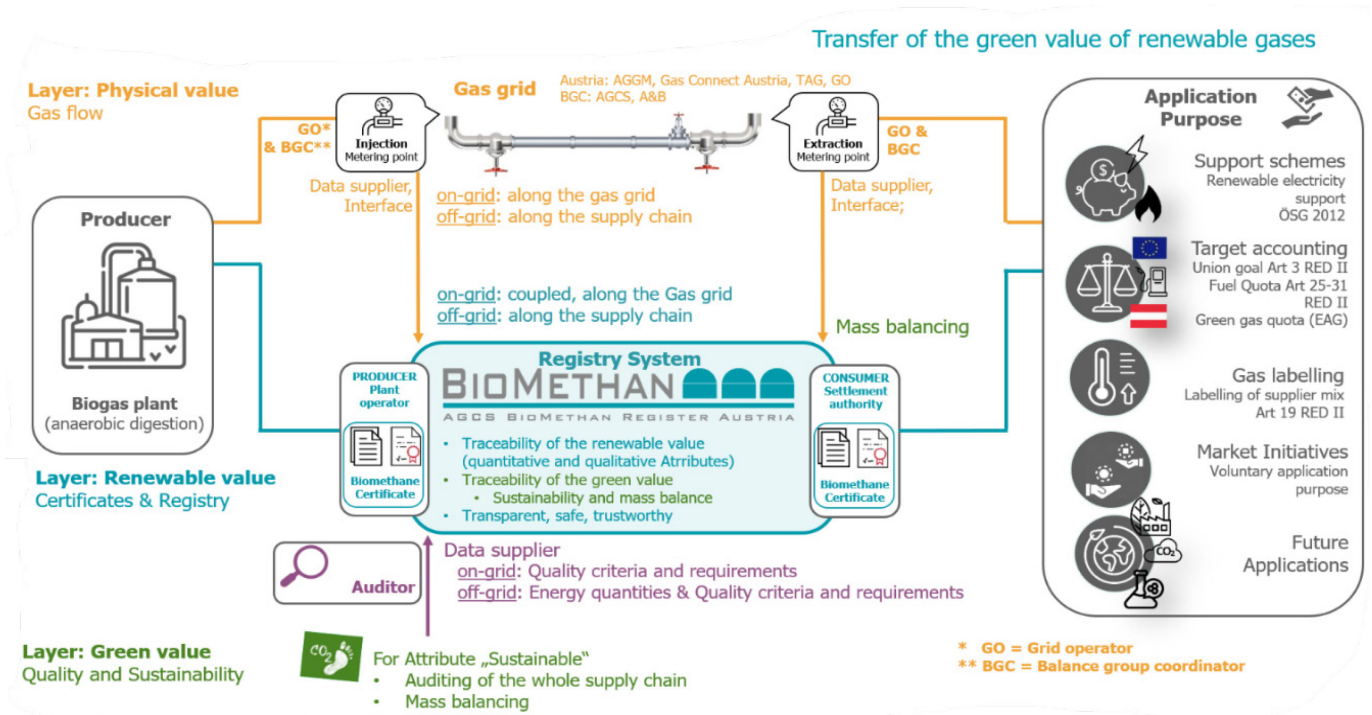 Transfer of the green value of renewable gases
Layer: Physical value
Gas flow
GO*
& BGC**
Injection
Metering point
Gas grid
Austria: AGGM, Gas Connect Austria, TAG, GO
BGC: AGCS, A&B
Extraction
Metering point
GO &
BGC
Data supplier,
Interface
on-grid: along the gas grid
off-grid: along the supply chain
Data supplier,
Interface;
Producer
Biogas plant
(anaerobic digestion)
on-grid: coupled, along the Gas grid
off-grid: along the supply chain
Mass balancing
Layer: Renewable value
Certificates & Registry
PRODUCER
Plant
operator
Biomethane
Certificate
Registry System
BIOMETHAN
AGCS BIOMETHAN REGISTER AUSTRIA
• Traceability of the renewable value
(quantitative and qualitative Atrributes)
• Traceability of the green value
• Sustainability and mass balance
• Transparent, safe, trustworthy
CONSUMER
Settlement
authority
Biomethane
Certificate
Auditor
Data supplier
on-grid: Quality criteria and requirements
off-grid: Energy quantities & Quality criteria and requirements
Layer: Green value
Quality and Sustainability
CO2
For Attribute „Sustainable“
• Auditing of the whole supply chain
• Mass balancing
Application
Purpose
$
Support schemes
Renewable electricity
support
ÖSG 2012
Target accounting
Union goal Art 3 RED II
Fuel Quota Art 25-31
RED II
Green gas quota (EAG)
Gas labelling
Labelling of supplier mix
Art 19 RED II
Market Initiatives
Voluntary application
purpose
CO2
Future
Applications
* GO = Grid operator
** BGC = Balance group coordinator